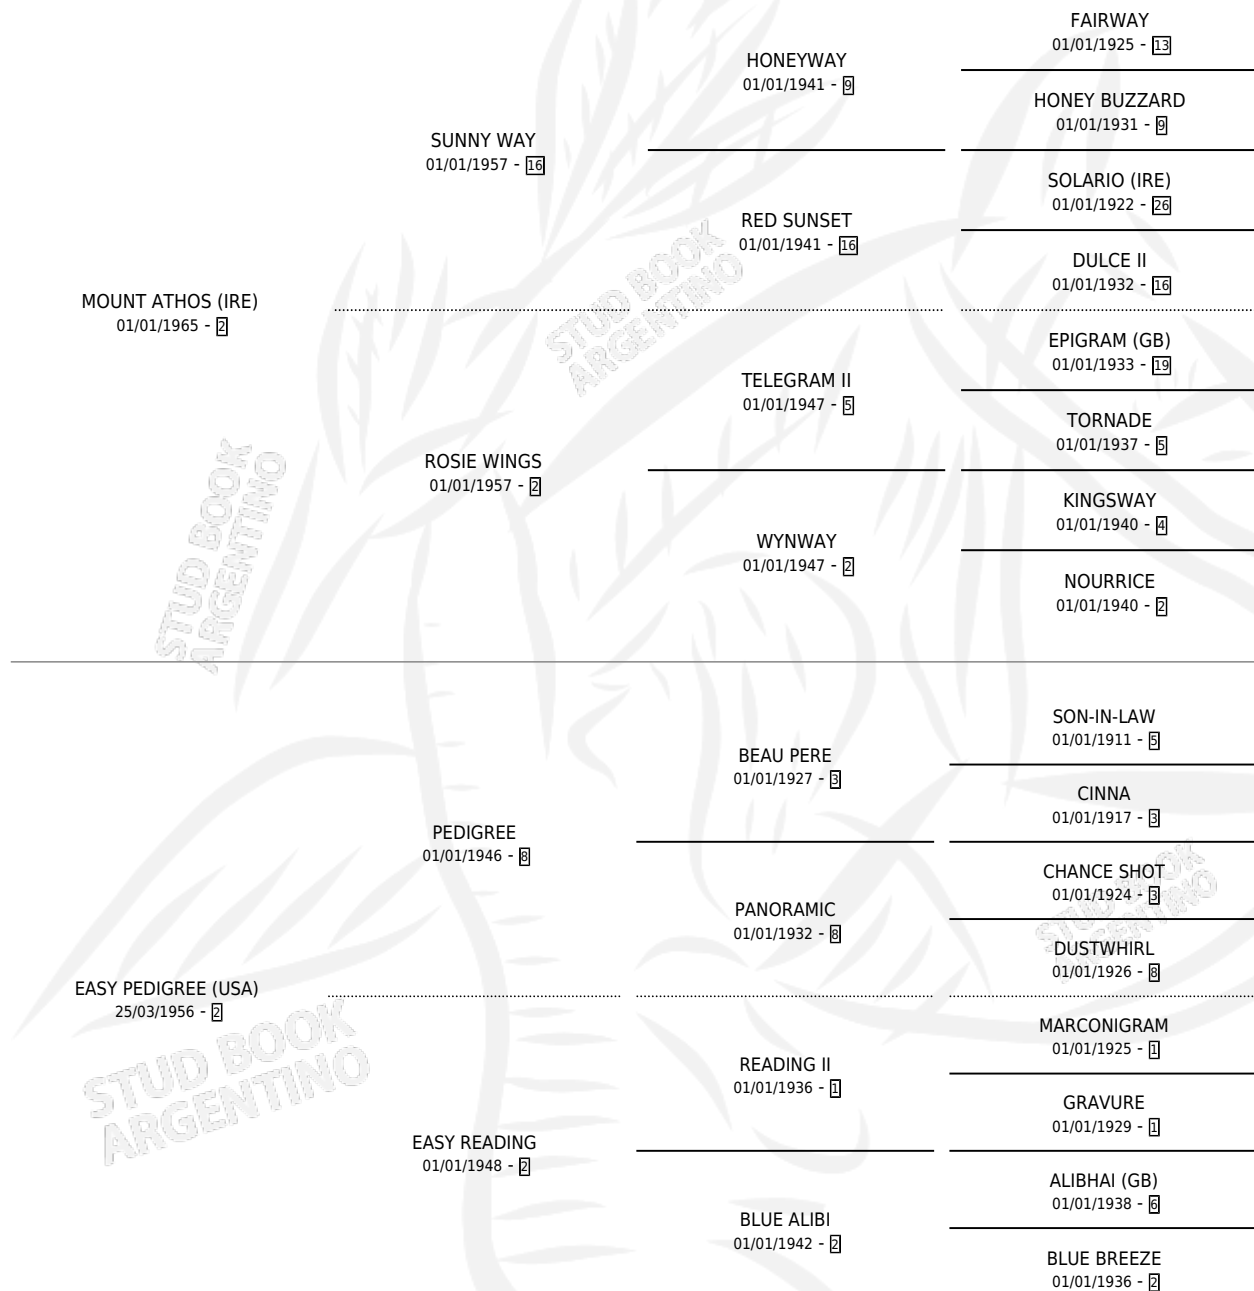 FAIRWAY
01/01/1925 - 13
HONEYWAY
01/01/1941 - 9
HONEY BUZZARD
01/01/1931 - 9
SUNNY WAY
01/01/1957 - 16
SOLARIO (IRE)
01/01/1922 - 26
RED SUNSET
01/01/1941 - 16
DULCE II
01/01/1932 - 16
MOUNT ATHOS (IRE)
01/01/1965 - 2
EPIGRAM (GB)
01/01/1933 - 19
TELEGRAM II
01/01/1947 - 5
TORNADE
01/01/1937 - 5
ROSIE WINGS
01/01/1957 - 2
KINGSWAY
01/01/1940 - 4
WYNWAY
01/01/1947 - 2
NOURRICE
01/01/1940 - 2
SON-IN-LAW
01/01/1911 - 5
BEAU PERE
01/01/1927 - 3
CINNA
01/01/1917 - 3
PEDIGREE
01/01/1946 - 8
CHANCE SHOT
01/01/1924 - 3
PANORAMIC
01/01/1932 - 8
DUSTWHIRL
01/01/1926 - 8
EASY PEDIGREE (USA)
25/03/1956 - 2
MARCONIGRAM
01/01/1925 - 1
READING II
01/01/1936 - 1
GRAVURE
01/01/1929 - 1
EASY READING
01/01/1948 - 2
ALIBHAI (GB)
01/01/1938 - 6
BLUE ALIBI
01/01/1942 - 2
BLUE BREEZE
01/01/1936 - 2
STUD BOOK
ARGENTINO
STUD BOOK
ARGENTINO
STUD BOOK
ARGENTINO
STUD BOOK
ARGENTINO